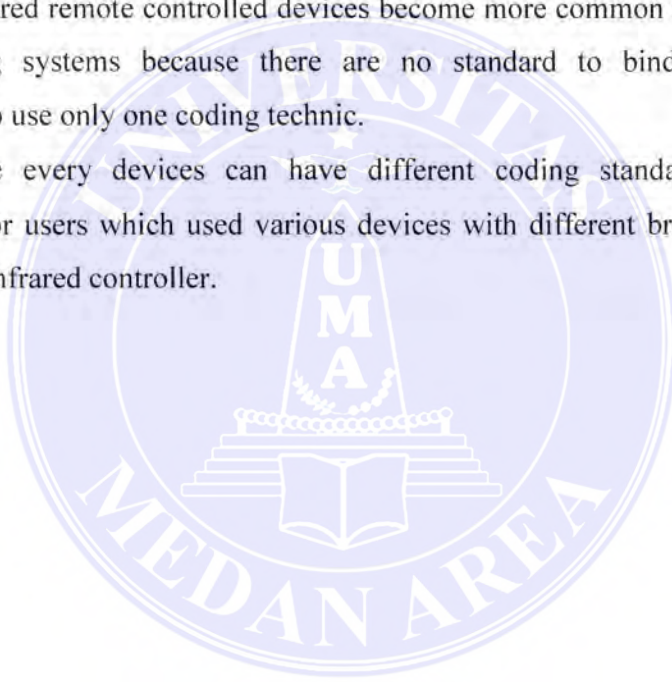 red remote controlled devices become more common
systems because there are no standard to bind
use only one coding technic.
every devices can have different coding
or users which used various devices with different
nfrared controller.
UNIVERSITAS
UMA
MEDAN AREA